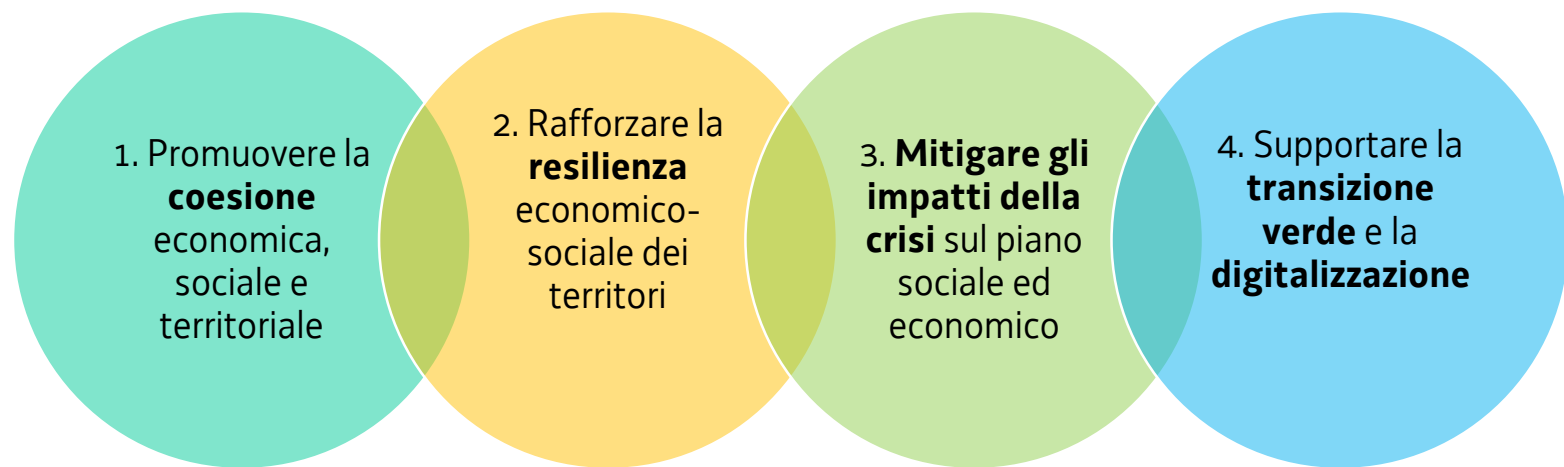 1. Promuovere la
coesione
economica,
sociale e
territoriale
2. Rafforzare la
resilienza
economico-
sociale dei
territori
3. Mitigare gli
impatti della
crisi sul piano
sociale ed
economico
4. Supportare la
transizione
verde e la
digitalizzazione